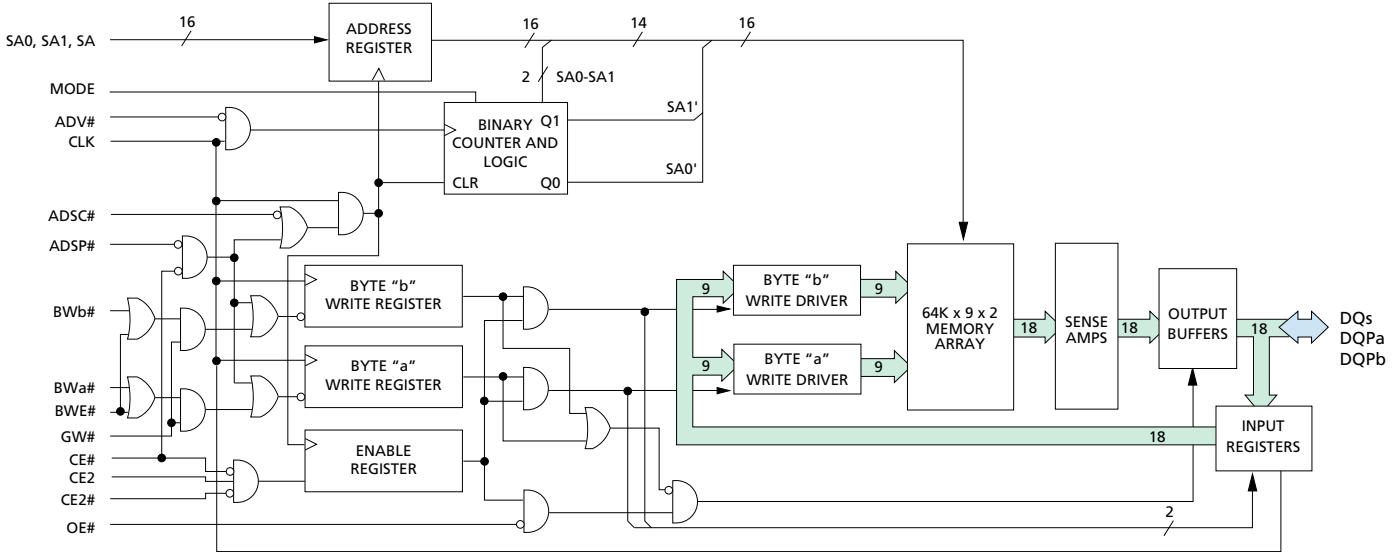 SA0, SA1, SA
16
ADDRESS
REGISTER
16
14
16
2
SA0-SA1
MODE
ADV#
CLK
BINARY
COUNTER AND
LOGIC
Q1
SA1'
CLR
Q0
SA0'
ADSC#
ADSP#
BYTE “b”
WRITE REGISTER
9
BYTE “b”
WRITE DRIVER
9
BWb#
64K x 9 x 2
MEMORY
ARRAY
18
SENSE
AMPS
18
OUTPUT
BUFFERS
18
DQs
DQPa
DQPb
BYTE “a”
WRITE REGISTER
9
BYTE “a”
WRITE DRIVER
9
BWa#
BWE#
GW#
18
INPUT
REGISTERS
ENABLE
REGISTER
CE#
CE2
CE2#
OE#
2